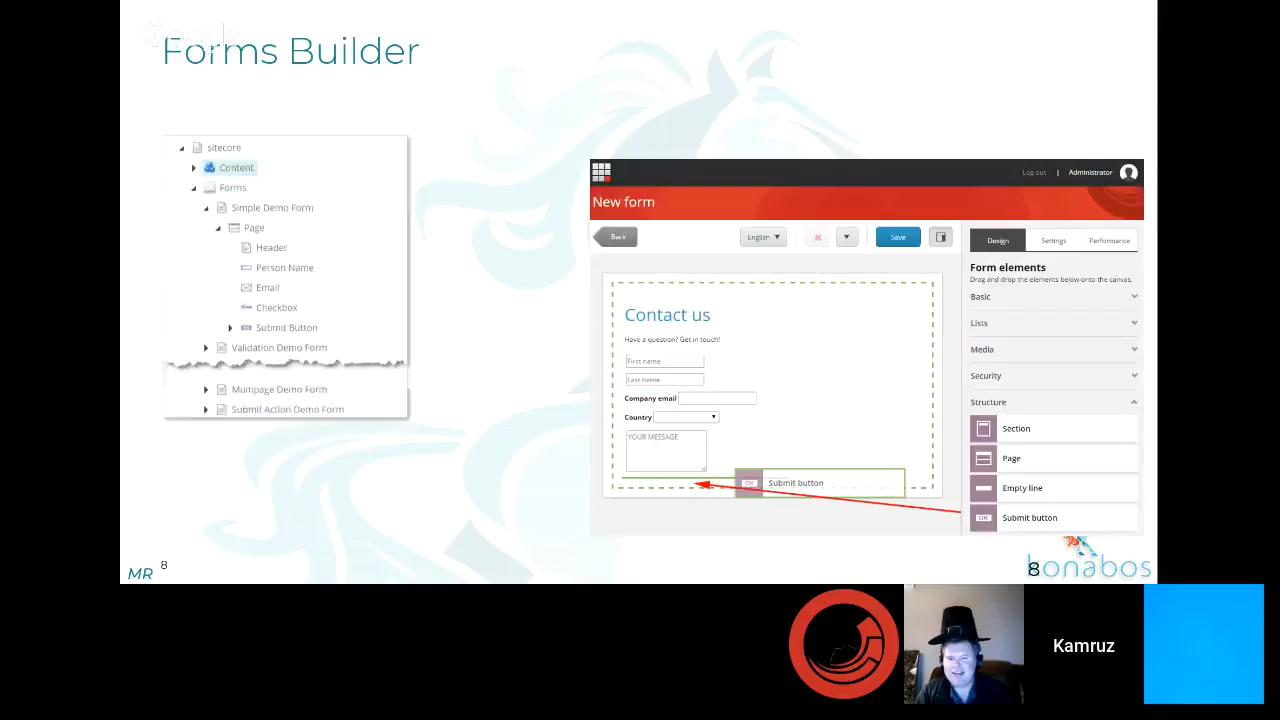 Forms Builder
sitecore
Content
Forms
Simple Demo Form
Page
Header
Person Name
Email
Checkbox
Submit Button
Validation Demo Form
Multipage Demo Form
Submit Action Demo Form
Log out | Administrator
New form
Back
English
Save
Design
Settings
Performance
Form elements
Drag and drop the elements below onto the canvas.
Basic
Lists
Media
Security
Structure
Section
Page
Empty line
OK Submit button
Contact us
Have a question? Get in touch!
First name
Last name
Company email
Country
YOUR MESSAGE
OK Submit button
MR 8
8
bonabos
Kamruz